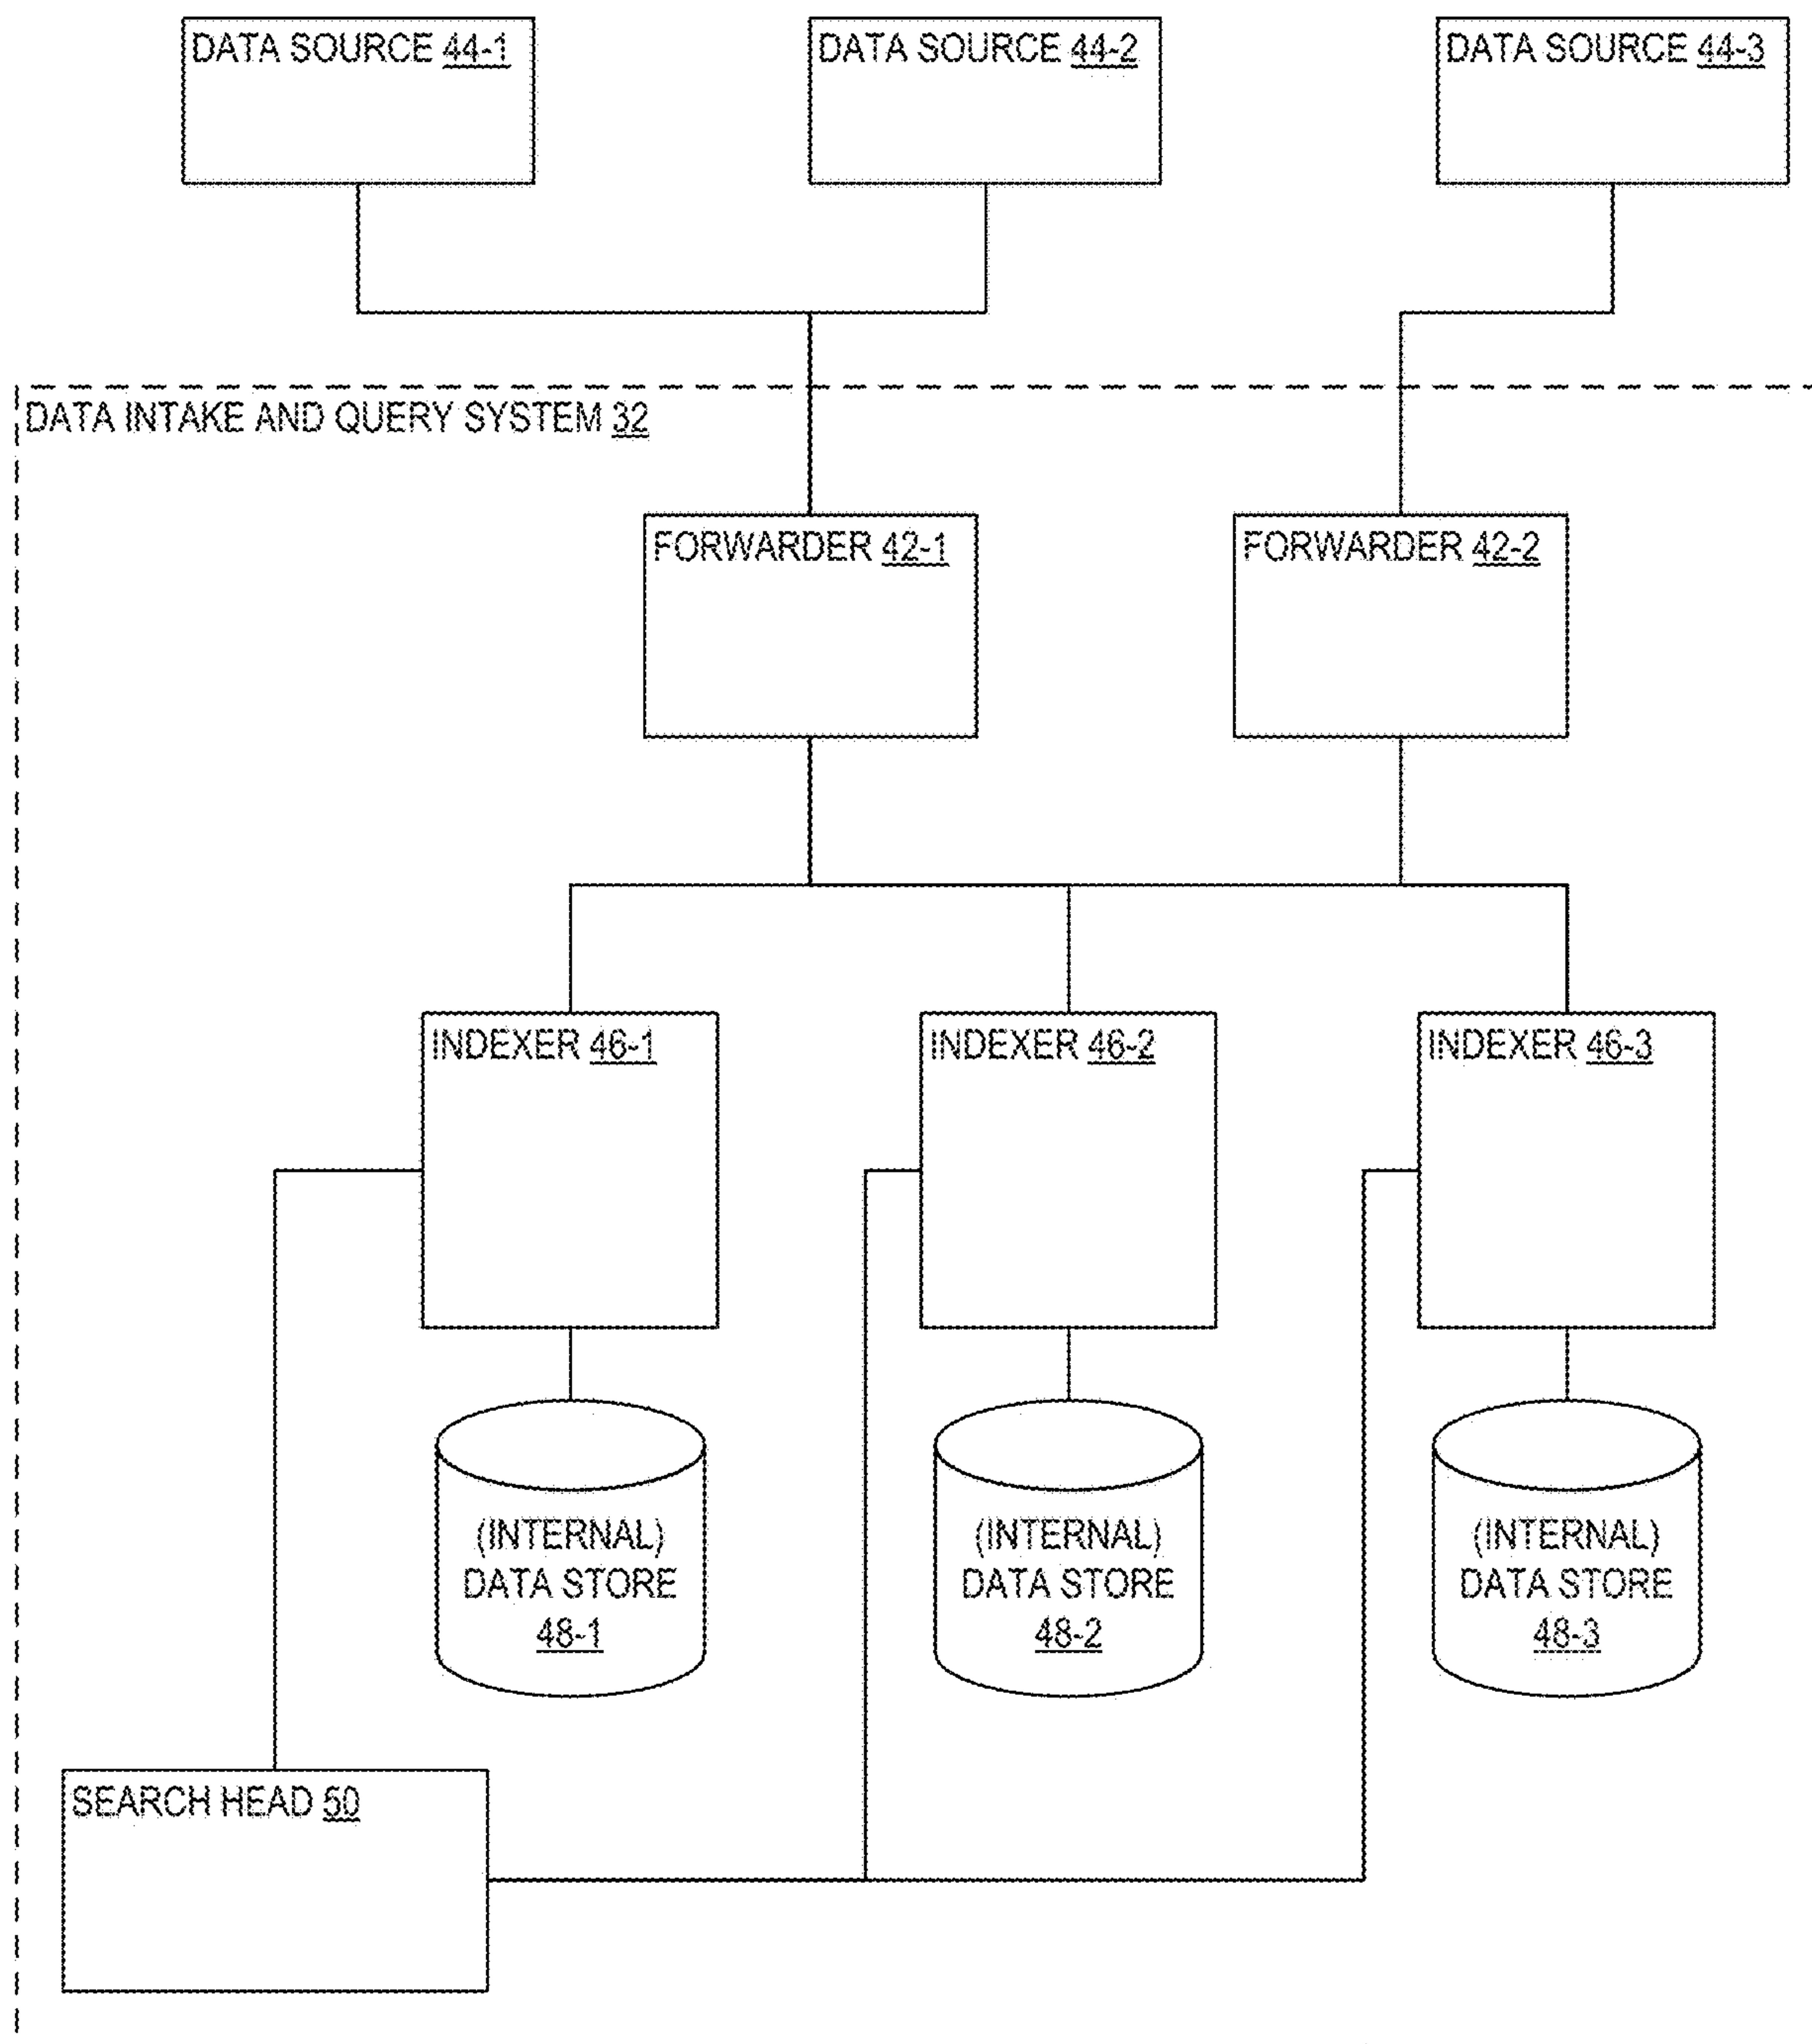 DATA SOURCE 44-1
DATA SOURCE 44-2
DATA SOURCE 44-3
DATA INTAKE AND QUERY SYSTEM 32
FORWARDER 42-1
FORWARDER 42-2
INDEXER 46-1
INDEXER 46-2
INDEXER 46-3
(INTERNAL)
DATA STORE
48-1
(INTERNAL)
DATA STORE
48-2
(INTERNAL)
DATA STORE
48-3
SEARCH HEAD 50